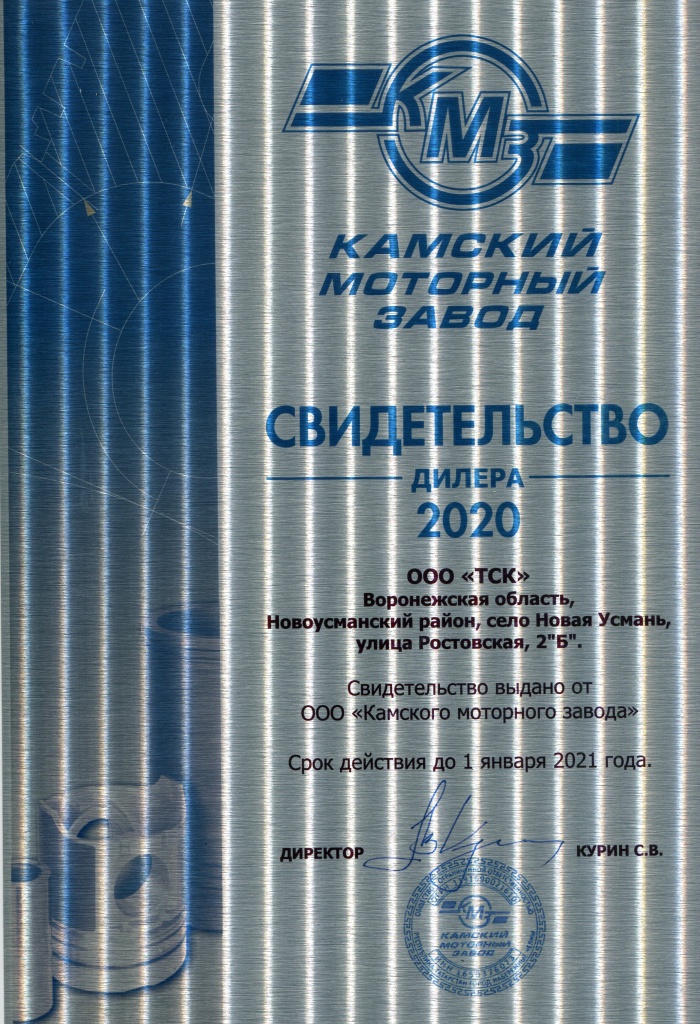 КМЗ
КАМСКИЙ
МОТОРНЫЙ
ЗАВОД
СВИДЕТЕЛЬСТВО
ДИЛЕРА
2020
ООО «ТСК»
Воронежская область,
Новоусманский район, село Новая Усмань,
улица Ростовская, 2"Б".
Свидетельство выдано от
ООО «Камского моторного завода»
Срок действия до 1 января 2021 года.
ДИРЕКТОР
КУРИН С.В.
КМЗ
КАМСКИЙ
МОТОРНЫЙ
ЗАВОД